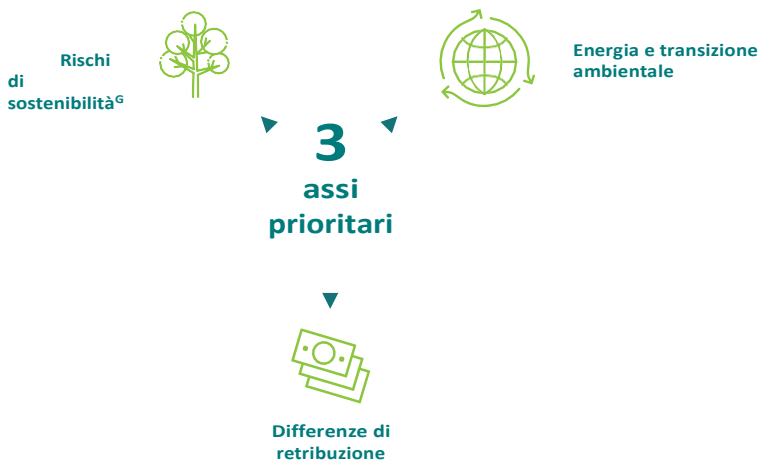 Rischi
di
sostenibilitàᴳ
Energia e transizione
ambientale
3
assi
prioritari
Differenze di
retribuzione